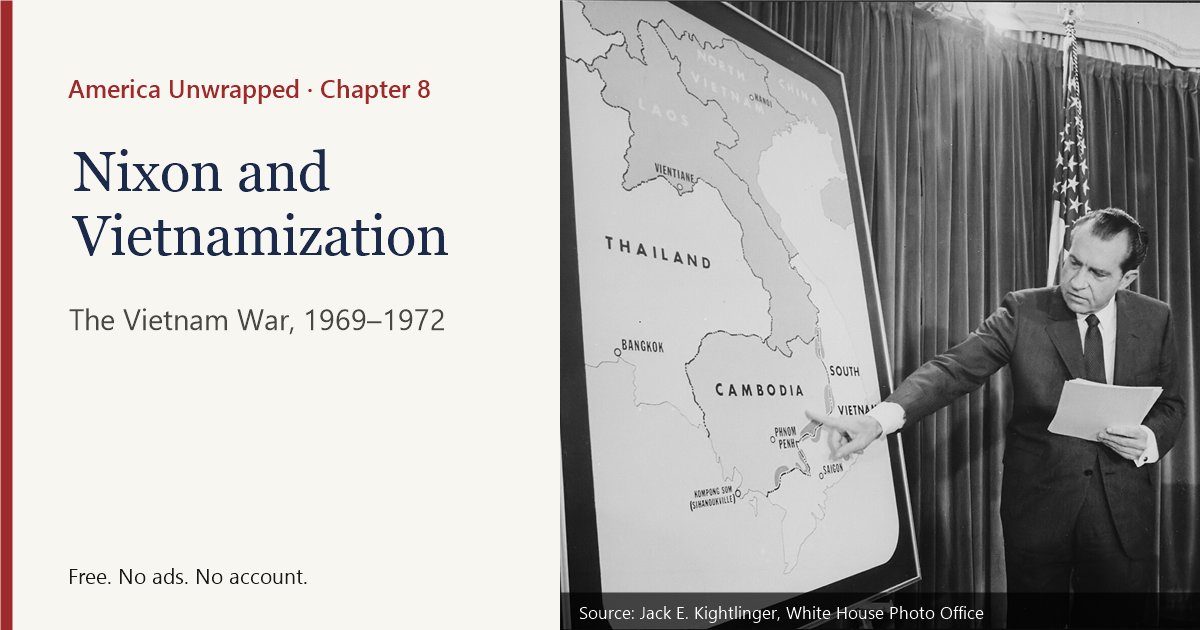 America Unwrapped · Chapter 8
Nixon and
Vietnamization
The Vietnam War, 1969–1972
Free. No ads. No account.
NORTH
VIETNAM
CHINA
HANOI
LAOS
VIENTIANE
THAILAND
BANGKOK
SOUTH
VIETNAM
CAMBODIA
PHNOM
PENH
SAIGON
KOMPONG SOM
(SIHANOUKVILLE)
Source: Jack E. Kightlinger, White House Photo Office